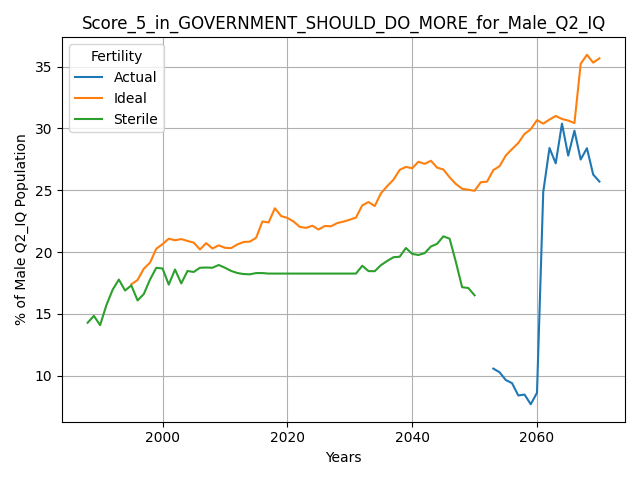 Score_5_in_GOVERNMENT_SHOULD_DO_MORE_for_Male_Q2_IQ
Fertility
Actual
Ideal
Sterile
% of Male Q2_IQ Population
35
30
25
20
15
10
2000
2020
2040
2060
Years